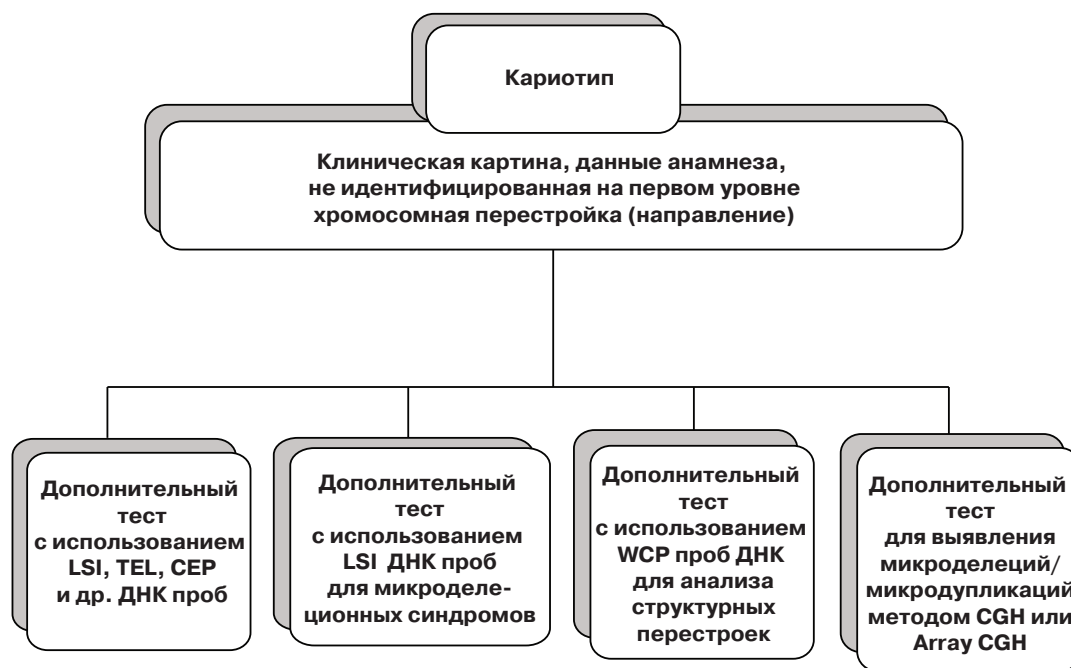 Кариотип
Клиническая картина, данные анамнеза,
не идентифицированная на первом уровне
хромосомная перестройка (направление)
Дополнительный
тест
с использованием
LSI, TEL, CEP
и др. ДНК проб
Дополнительный
тест
с использованием
LSI ДНК проб
для микроделе-
ционных синдромов
Дополнительный
тест
с использованием
WCP проб ДНК
для анализа
структурных
перестроек
Дополнительный
тест
для выявления
микроделеций/
микродупликаций
методом CGH или
Array CGH